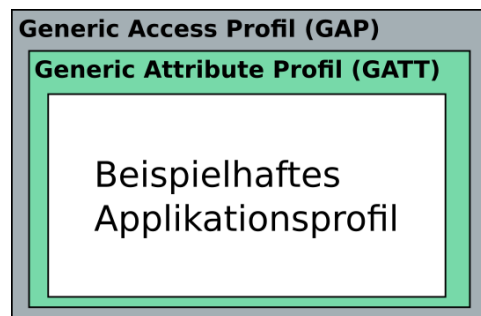 Generic Access Profil (GAP)
Generic Attribute Profil (GATT)
Beispielhaftes
Applikationsprofil